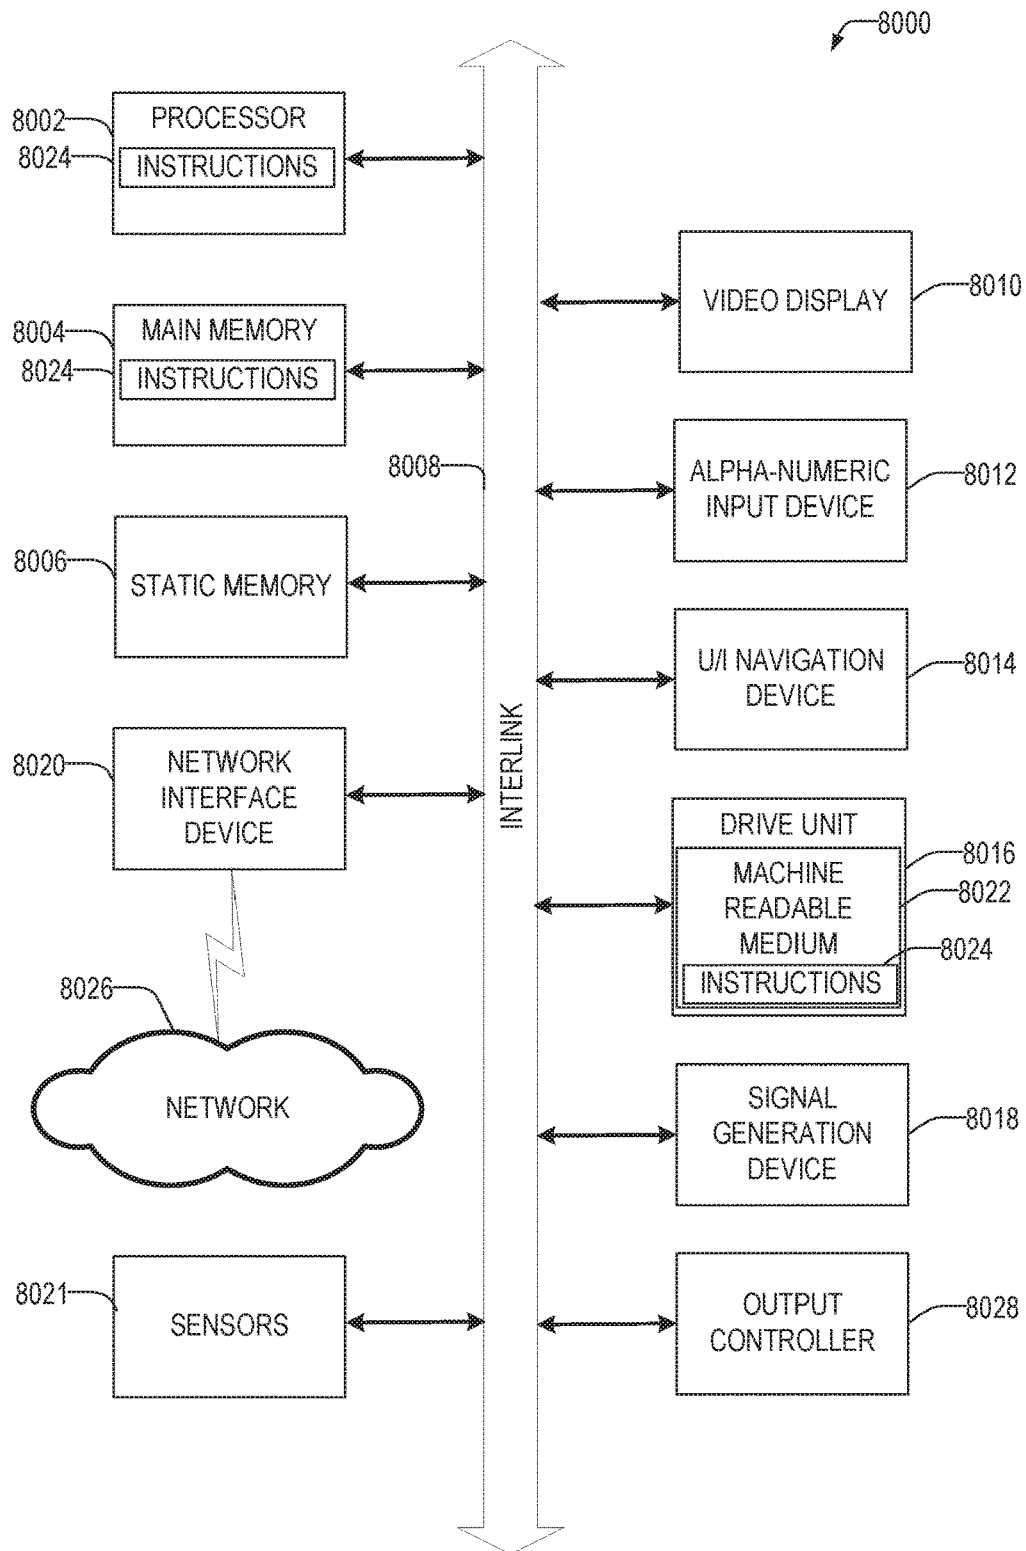 8000
8002
PROCESSOR
8024
INSTRUCTIONS
8004
MAIN MEMORY
8024
INSTRUCTIONS
8008
8006
STATIC MEMORY
8020
NETWORK
INTERFACE
DEVICE
8026
NETWORK
8021
SENSORS
INTERLINK
VIDEO DISPLAY
8010
ALPHA-NUMERIC
INPUT DEVICE
8012
U/I NAVIGATION
DEVICE
8014
DRIVE UNIT
8016
MACHINE
READABLE
MEDIUM
8022
8024
INSTRUCTIONS
SIGNAL
GENERATION
DEVICE
8018
OUTPUT
CONTROLLER
8028